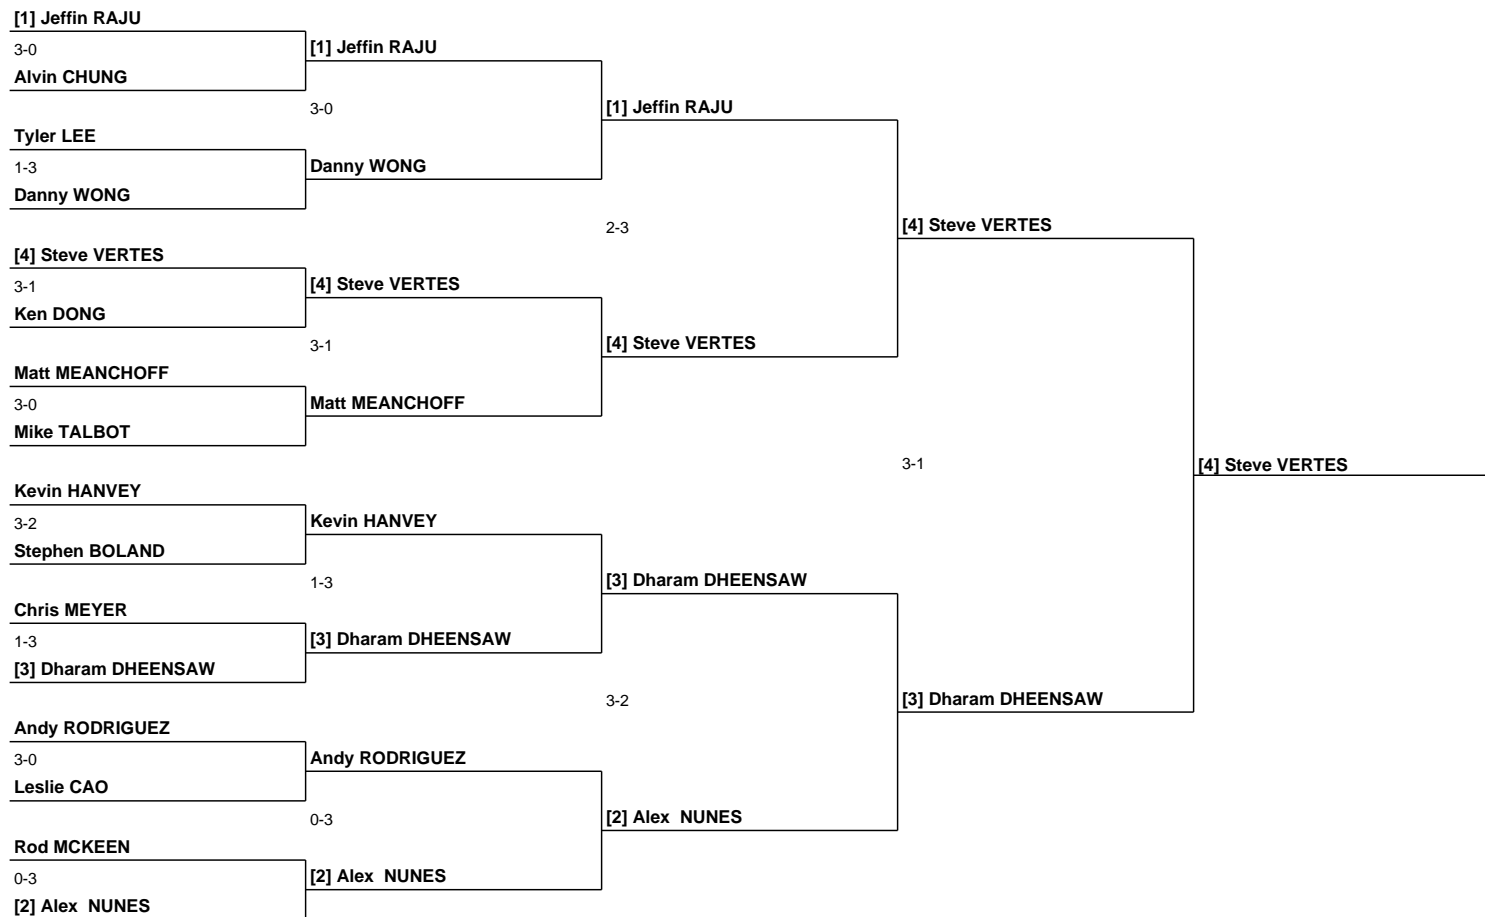 [1] Jeffin RAJU
3-0
Alvin CHUNG
Tyler LEE
1-3
Danny WONG
[4] Steve VERTES
3-1
Ken DONG
Matt MEANCHOFF
3-0
Mike TALBOT
Kevin HANVEY
3-2
Stephen BOLAND
Chris MEYER
1-3
[3] Dharam DHEENSAW
Andy RODRIGUEZ
3-0
Leslie CAO
Rod MCKEEN
0-3
[2] Alex NUNES
[1] Jeffin RAJU
3-0
Danny WONG
[4] Steve VERTES
3-1
Matt MEANCHOFF
Kevin HANVEY
1-3
[3] Dharam DHEENSAW
Andy RODRIGUEZ
0-3
[2] Alex NUNES
[1] Jeffin RAJU
2-3
[4] Steve VERTES
[3] Dharam DHEENSAW
3-2
[2] Alex NUNES
[4] Steve VERTES
3-1
[3] Dharam DHEENSAW
[4] Steve VERTES